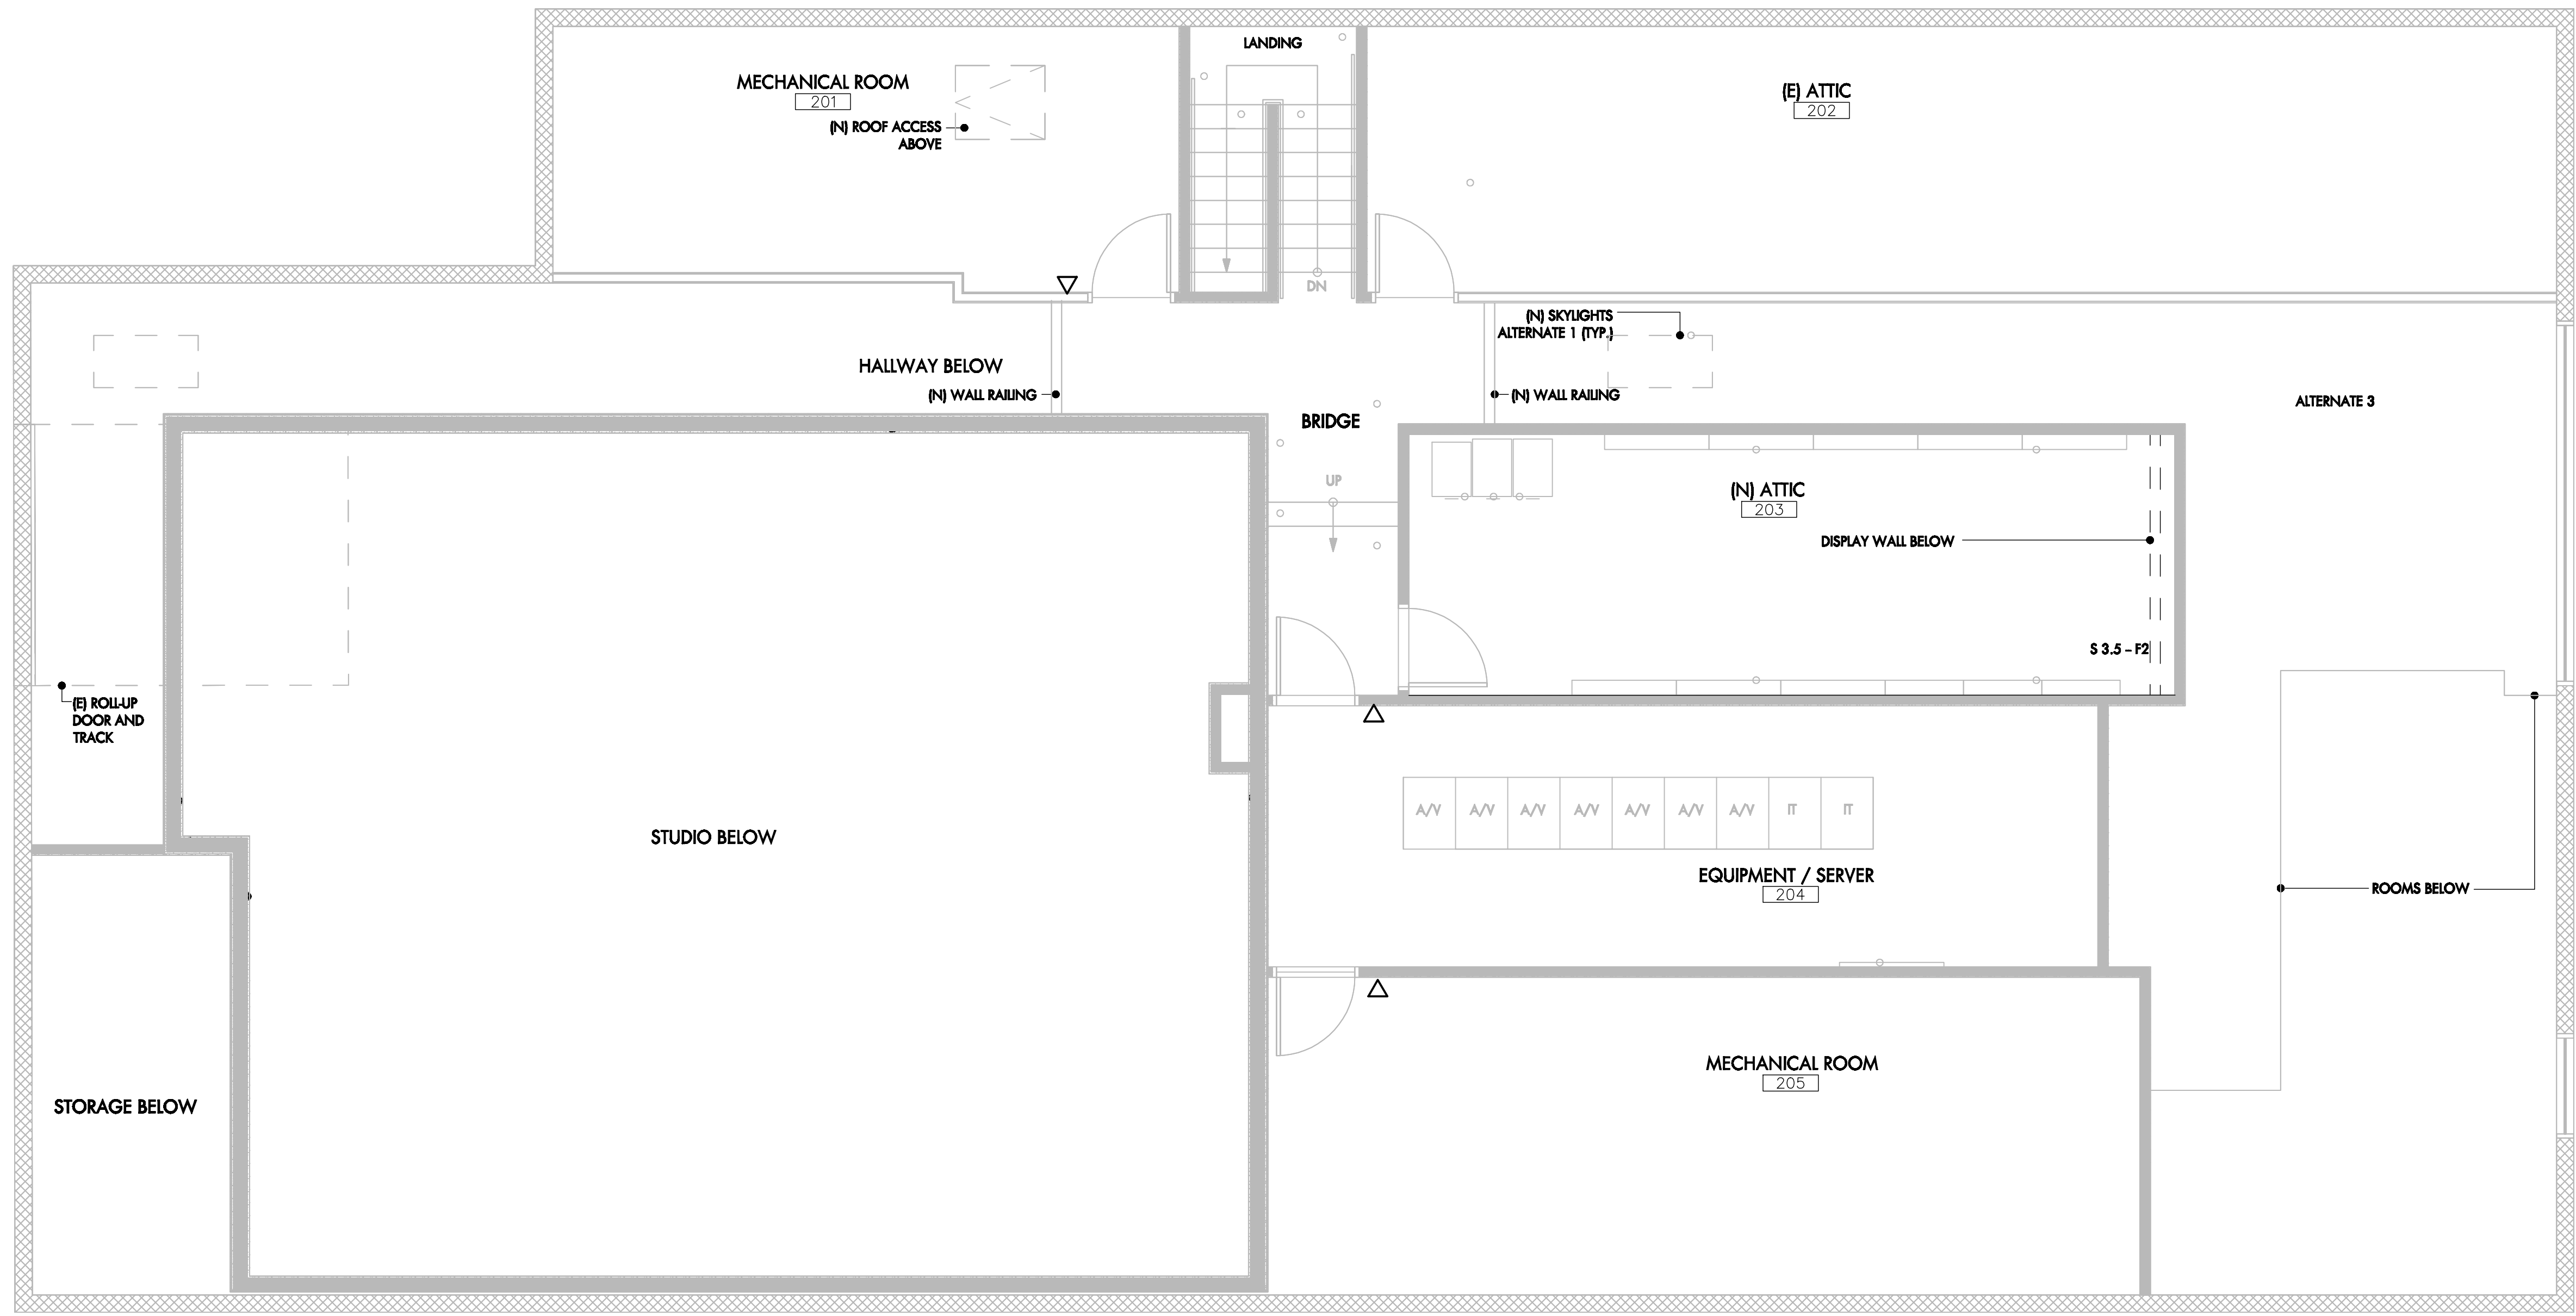 LANDING
MECHANICAL ROOM
201
(N) ROOF ACCESS
ABOVE
(E) ATTIC
202
DN
(N) SKYLIGHTS
ALTERNATE 1 (TYP.)
HALLWAY BELOW
(N) WALL RAILING
(N) WALL RAILING
ALTERNATE 3
BRIDGE
UP
(N) ATTIC
203
DISPLAY WALL BELOW
S 3.5 – F2
(E) ROLL-UP
DOOR AND
TRACK
A/V A/V A/V A/V A/V A/V A/V IT IT
STUDIO BELOW
EQUIPMENT / SERVER
204
ROOMS BELOW
MECHANICAL ROOM
205
STORAGE BELOW